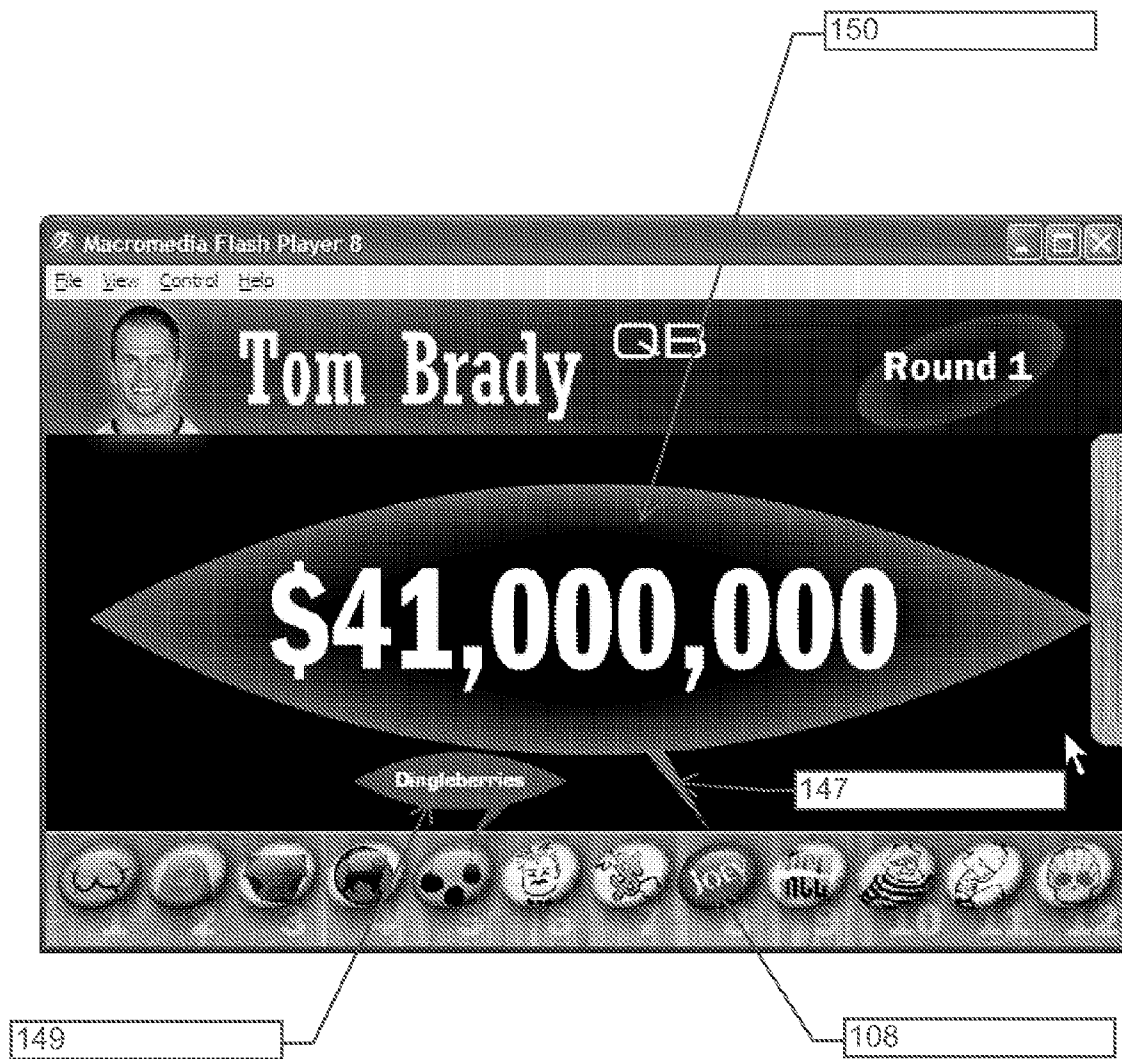 150
Macromedia Flash Player 8
File View Control Help
Tom Brady QB
Round 1
$41,000,000
Dingleberries
147
Joe
149
108